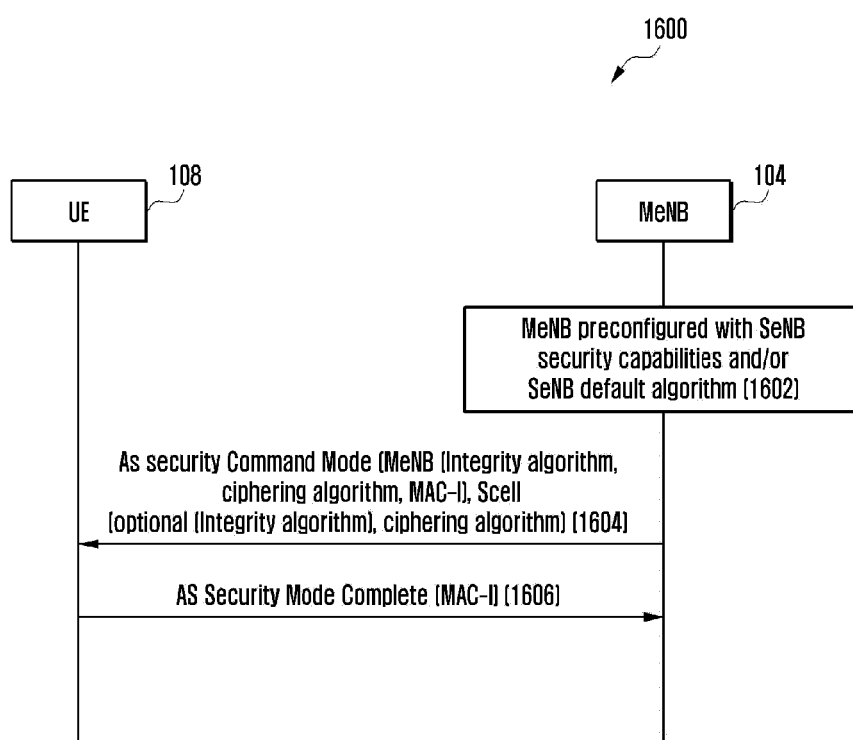 1600
108
UE
104
MeNB
MeNB preconfigured with SeNB
security capabilities and/or
SeNB default algorithm (1602)
As security Command Mode (MeNB (Integrity algorithm,
ciphering algorithm, MAC-I), Scell
(optional (Integrity algorithm), ciphering algorithm) (1604)
AS Security Mode Complete (MAC-I) (1606)